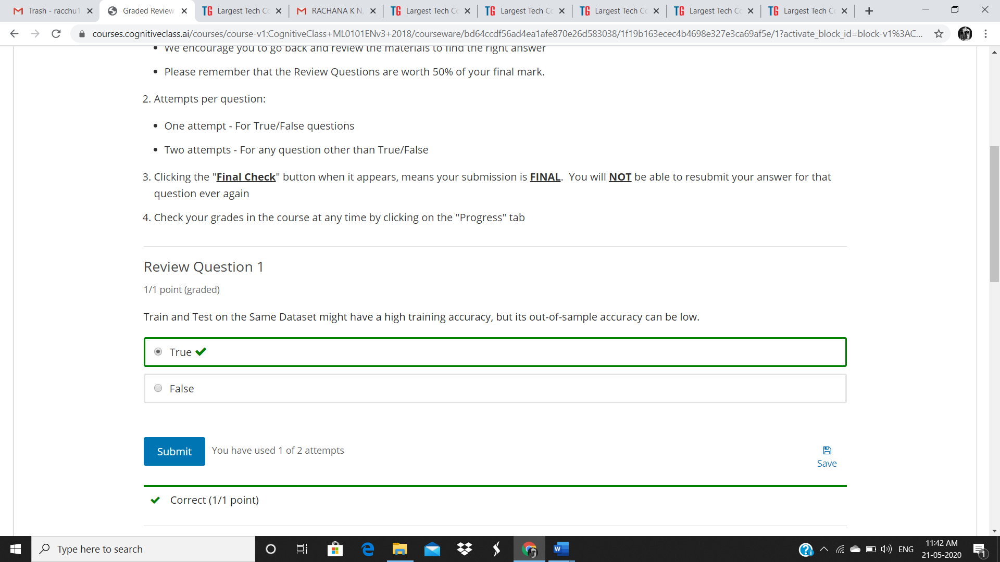 Trash - racchu1
Graded Review
Largest Tech Co
RACHANA K N
Largest Tech Co
Largest Tech Co
Largest Tech Co
Largest Tech Co
Largest Tech Co
courses.cognitiveclass.ai/courses/course-v1:CognitiveClass+ML0101ENv3+2018/courseware/bd64ccdf56ad4ea1afe870e26d583038/1f19b163ecec4b4698e327e3ca69af5e/1?activate_block_id=block-v1%3AC...
We encourage you to go back and review the materials to find the right answer
Please remember that the Review Questions are worth 50% of your final mark.
2. Attempts per question:
One attempt - For True/False questions
Two attempts - For any question other than True/False
3. Clicking the "Final Check" button when it appears, means your submission is FINAL. You will NOT be able to resubmit your answer for that
question ever again
4. Check your grades in the course at any time by clicking on the "Progress" tab
Review Question 1
1/1 point (graded)
Train and Test on the Same Dataset might have a high training accuracy, but its out-of-sample accuracy can be low.
True
False
Submit
You have used 1 of 2 attempts
Save
Correct (1/1 point)
Type here to search
ENG
11:42 AM
21-05-2020
1